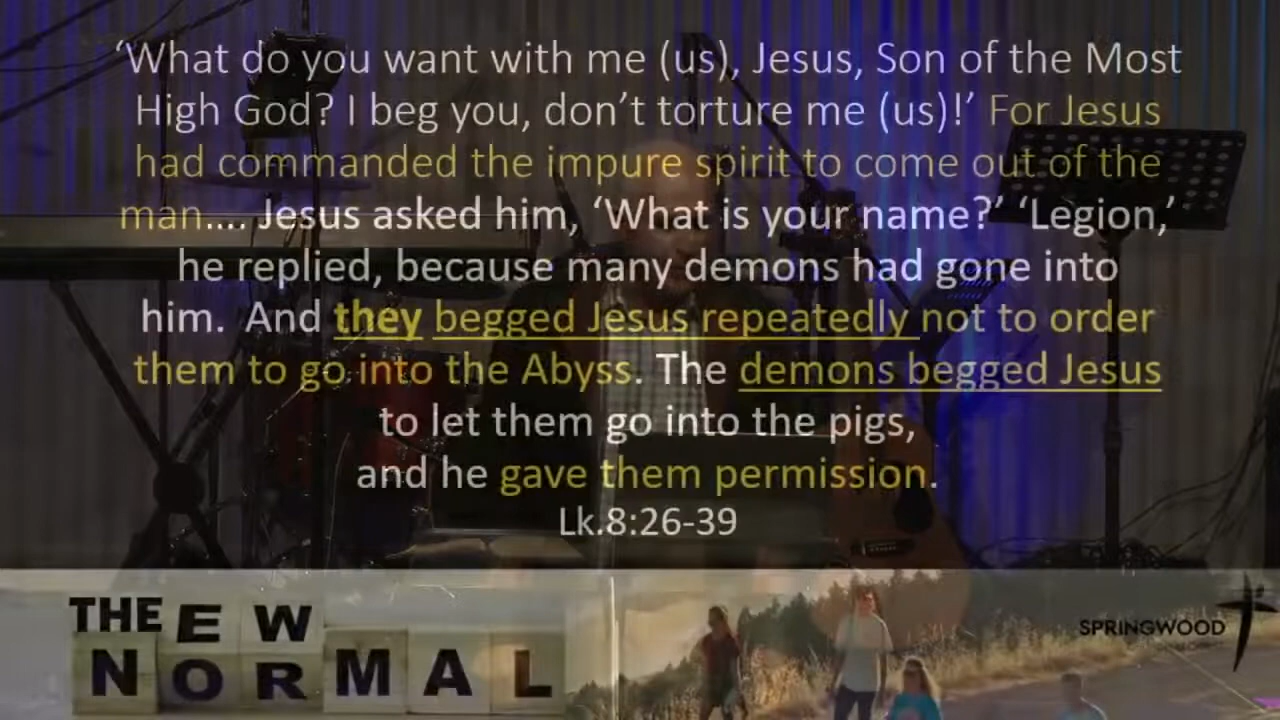 ‘What do you want with me (us), Jesus, Son of the Most
High God? I beg you, don’t torture me (us)!’ For Jesus
had commanded the impure spirit to come out of the
man.... Jesus asked him, ‘What is your name?’ ‘Legion,’
he replied, because many demons had gone into
him. And they begged Jesus repeatedly not to order
them to go into the Abyss. The demons begged Jesus
to let them go into the pigs,
and he gave them permission.
Lk.8:26-39
THE EW
NORMAL
SPRINGWOOD